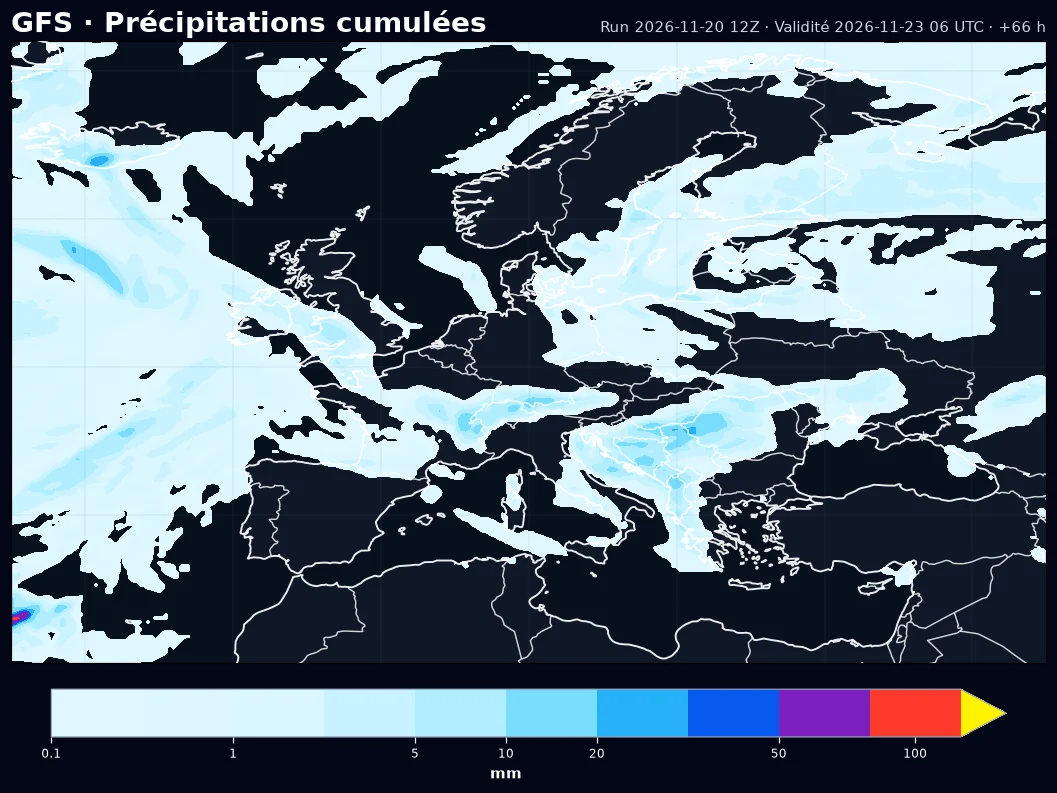 GFS · Précipitations cumulées
Run 2026-11-20 12Z · Validité 2026-11-23 06 UTC · +66 h
0.1 1 5 10 20 50 100
mm